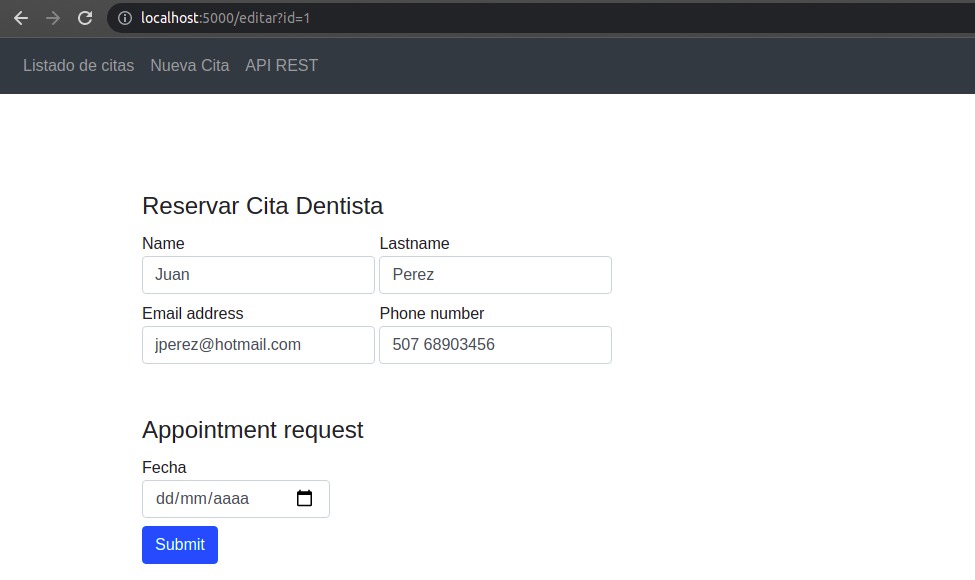 localhost:5000/editar?id=1
Listado de citas Nueva Cita API REST
Reservar Cita Dentista
Name Lastname
Juan Perez
Email address Phone number
jperez@hotmail.com 507 68903456
Appointment request
Fecha
dd/mm/aaaa
Submit